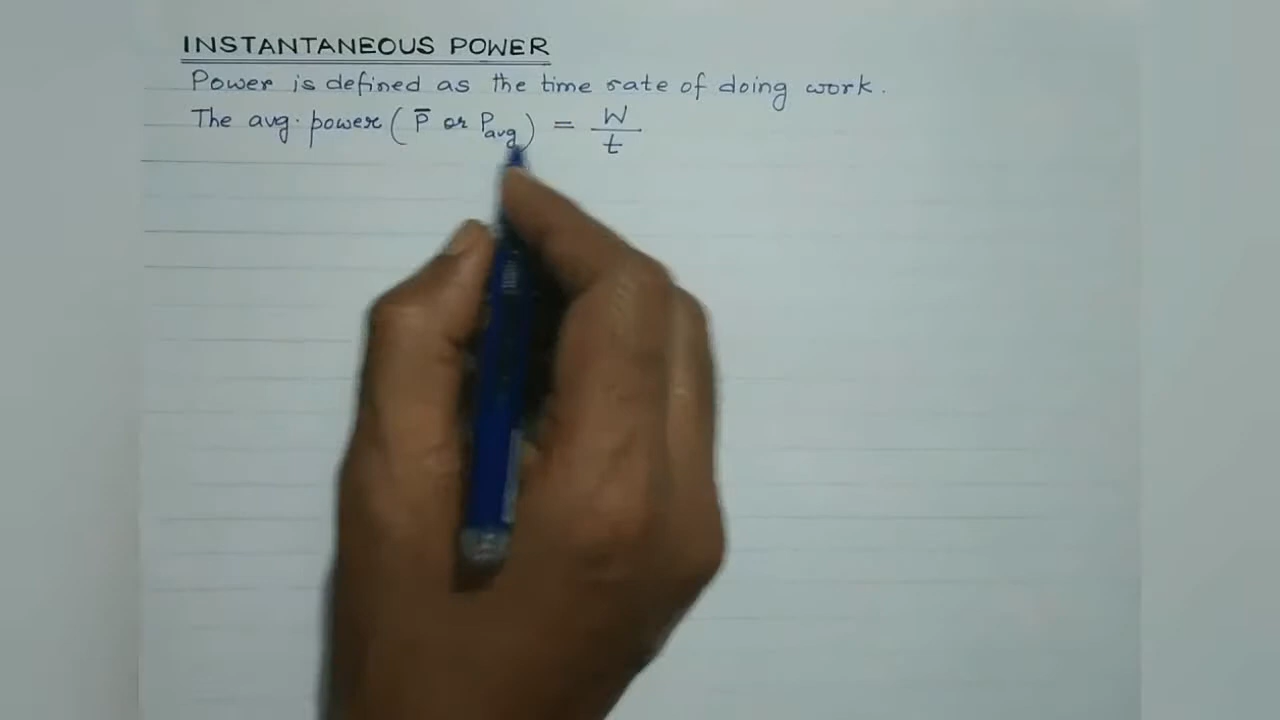 INSTANTANEOUS POWER
Power is defined as the time rate of doing work.
The avg. power ( P̅ or Pavg ) = W/t